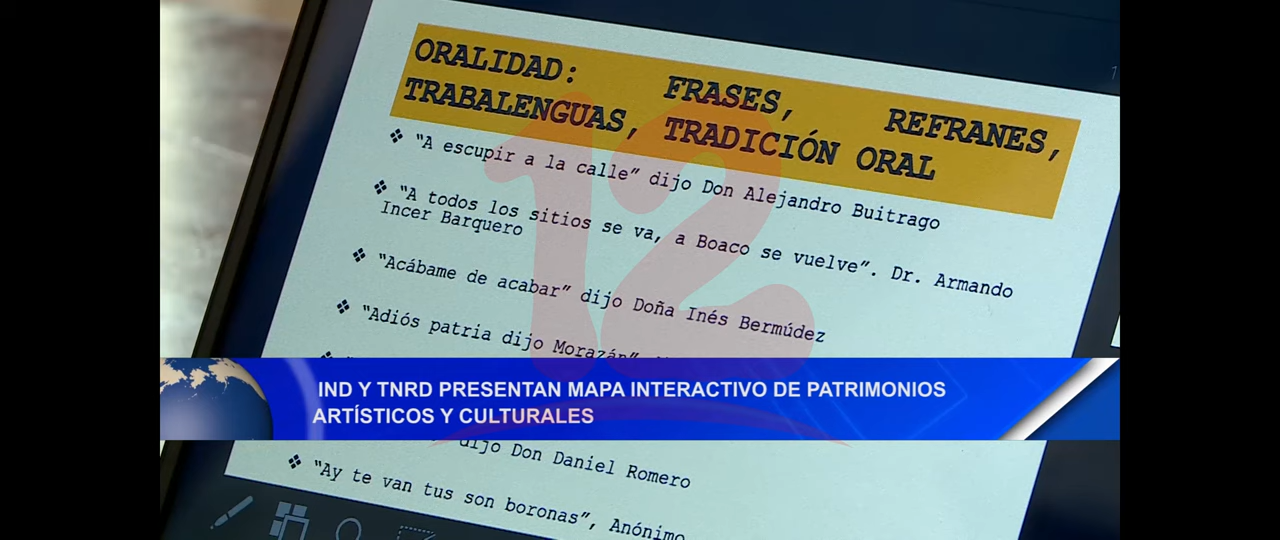 ORALIDAD: FRASES, REFRANES,
TRABALENGUAS, TRADICIÓN ORAL
❖ "A escupir a la calle" dijo Don Alejandro Buitrago
❖ "A todos los sitios se va, a Boaco se vuelve". Dr. Armando
Incer Barquero
❖ "Acábame de acabar" dijo Doña Inés Bermúdez
❖ "Adiós patria dijo Morazán"
12
IND Y TNRD PRESENTAN MAPA INTERACTIVO DE PATRIMONIOS
ARTÍSTICOS Y CULTURALES
dijo Don Daniel Romero
❖ "Ay te van tus son boronas", Anónimo